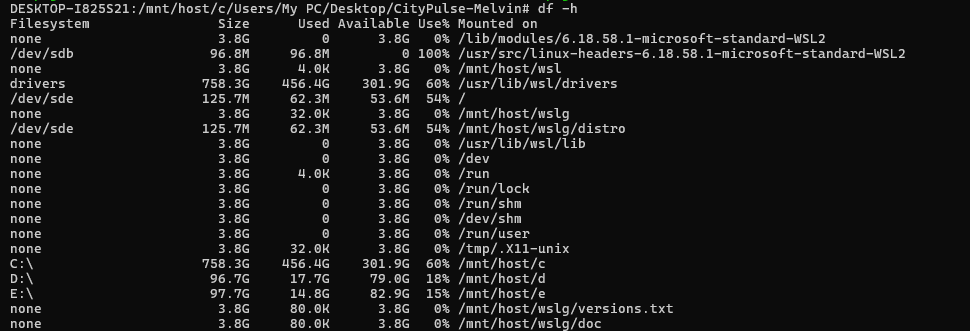 DESKTOP-I825S21:/mnt/host/c/Users/My PC/Desktop/CityPulse-Melvin# df -h
Filesystem                Size      Used Available Use% Mounted on
none                      3.8G         0      3.8G   0% /lib/modules/6.18.58.1-microsoft-standard-WSL2
/dev/sdb                 96.8M     96.8M         0 100% /usr/src/linux-headers-6.18.58.1-microsoft-standard-WSL2
none                      3.8G      4.0K      3.8G   0% /mnt/host/wsl
drivers                 758.3G    456.4G    301.9G  60% /usr/lib/wsl/drivers
/dev/sde                125.7M     62.3M     53.6M  54% /
none                      3.8G     32.0K      3.8G   0% /mnt/host/wslg
/dev/sde                125.7M     62.3M     53.6M  54% /mnt/host/wslg/distro
none                      3.8G         0      3.8G   0% /usr/lib/wsl/lib
none                      3.8G         0      3.8G   0% /dev
none                      3.8G      4.0K      3.8G   0% /run
none                      3.8G         0      3.8G   0% /run/lock
none                      3.8G         0      3.8G   0% /run/shm
none                      3.8G         0      3.8G   0% /dev/shm
none                      3.8G         0      3.8G   0% /run/user
none                      3.8G     32.0K      3.8G   0% /tmp/.X11-unix
C:\                     758.3G    456.4G    301.9G  60% /mnt/host/c
D:\                      96.7G     17.7G     79.0G  18% /mnt/host/d
E:\                      97.7G     14.8G     82.9G  15% /mnt/host/e
none                      3.8G     80.0K      3.8G   0% /mnt/host/wslg/versions.txt
none                      3.8G     80.0K      3.8G   0% /mnt/host/wslg/doc